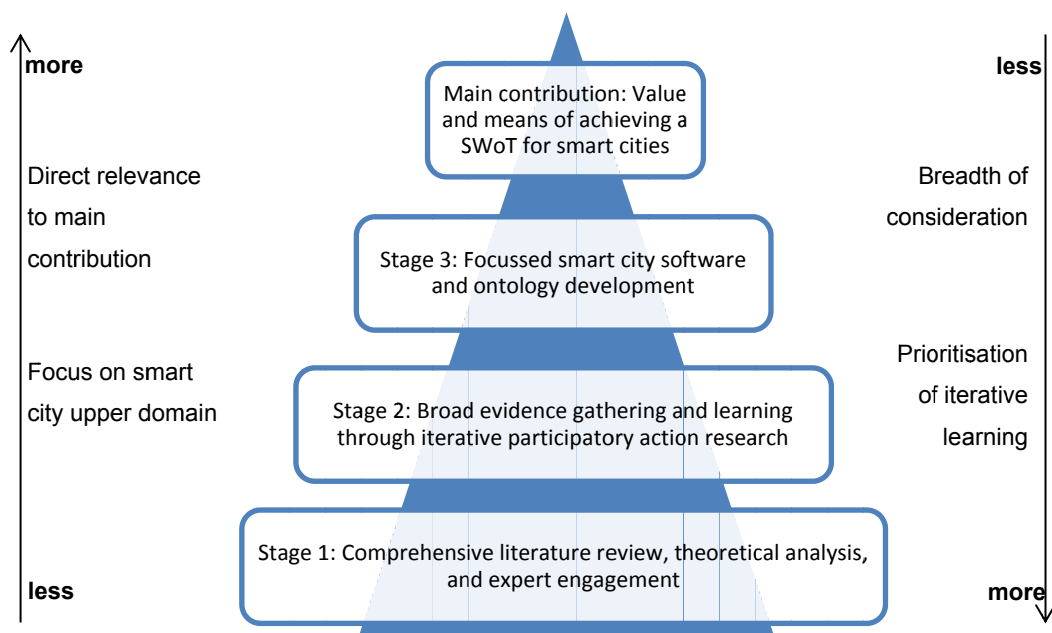 more
Direct relevance
to main
contribution
Focus on smart
city upper domain
less
Main contribution: Value
and means of achieving a
SWoT for smart cities
Stage 3: Focussed smart city software
and ontology development
Stage 2: Broad evidence gathering and learning
through iterative participatory action research
Stage 1: Comprehensive literature review, theoretical analysis,
and expert engagement
less
Breadth of
consideration
Prioritisation
of iterative
learning
more